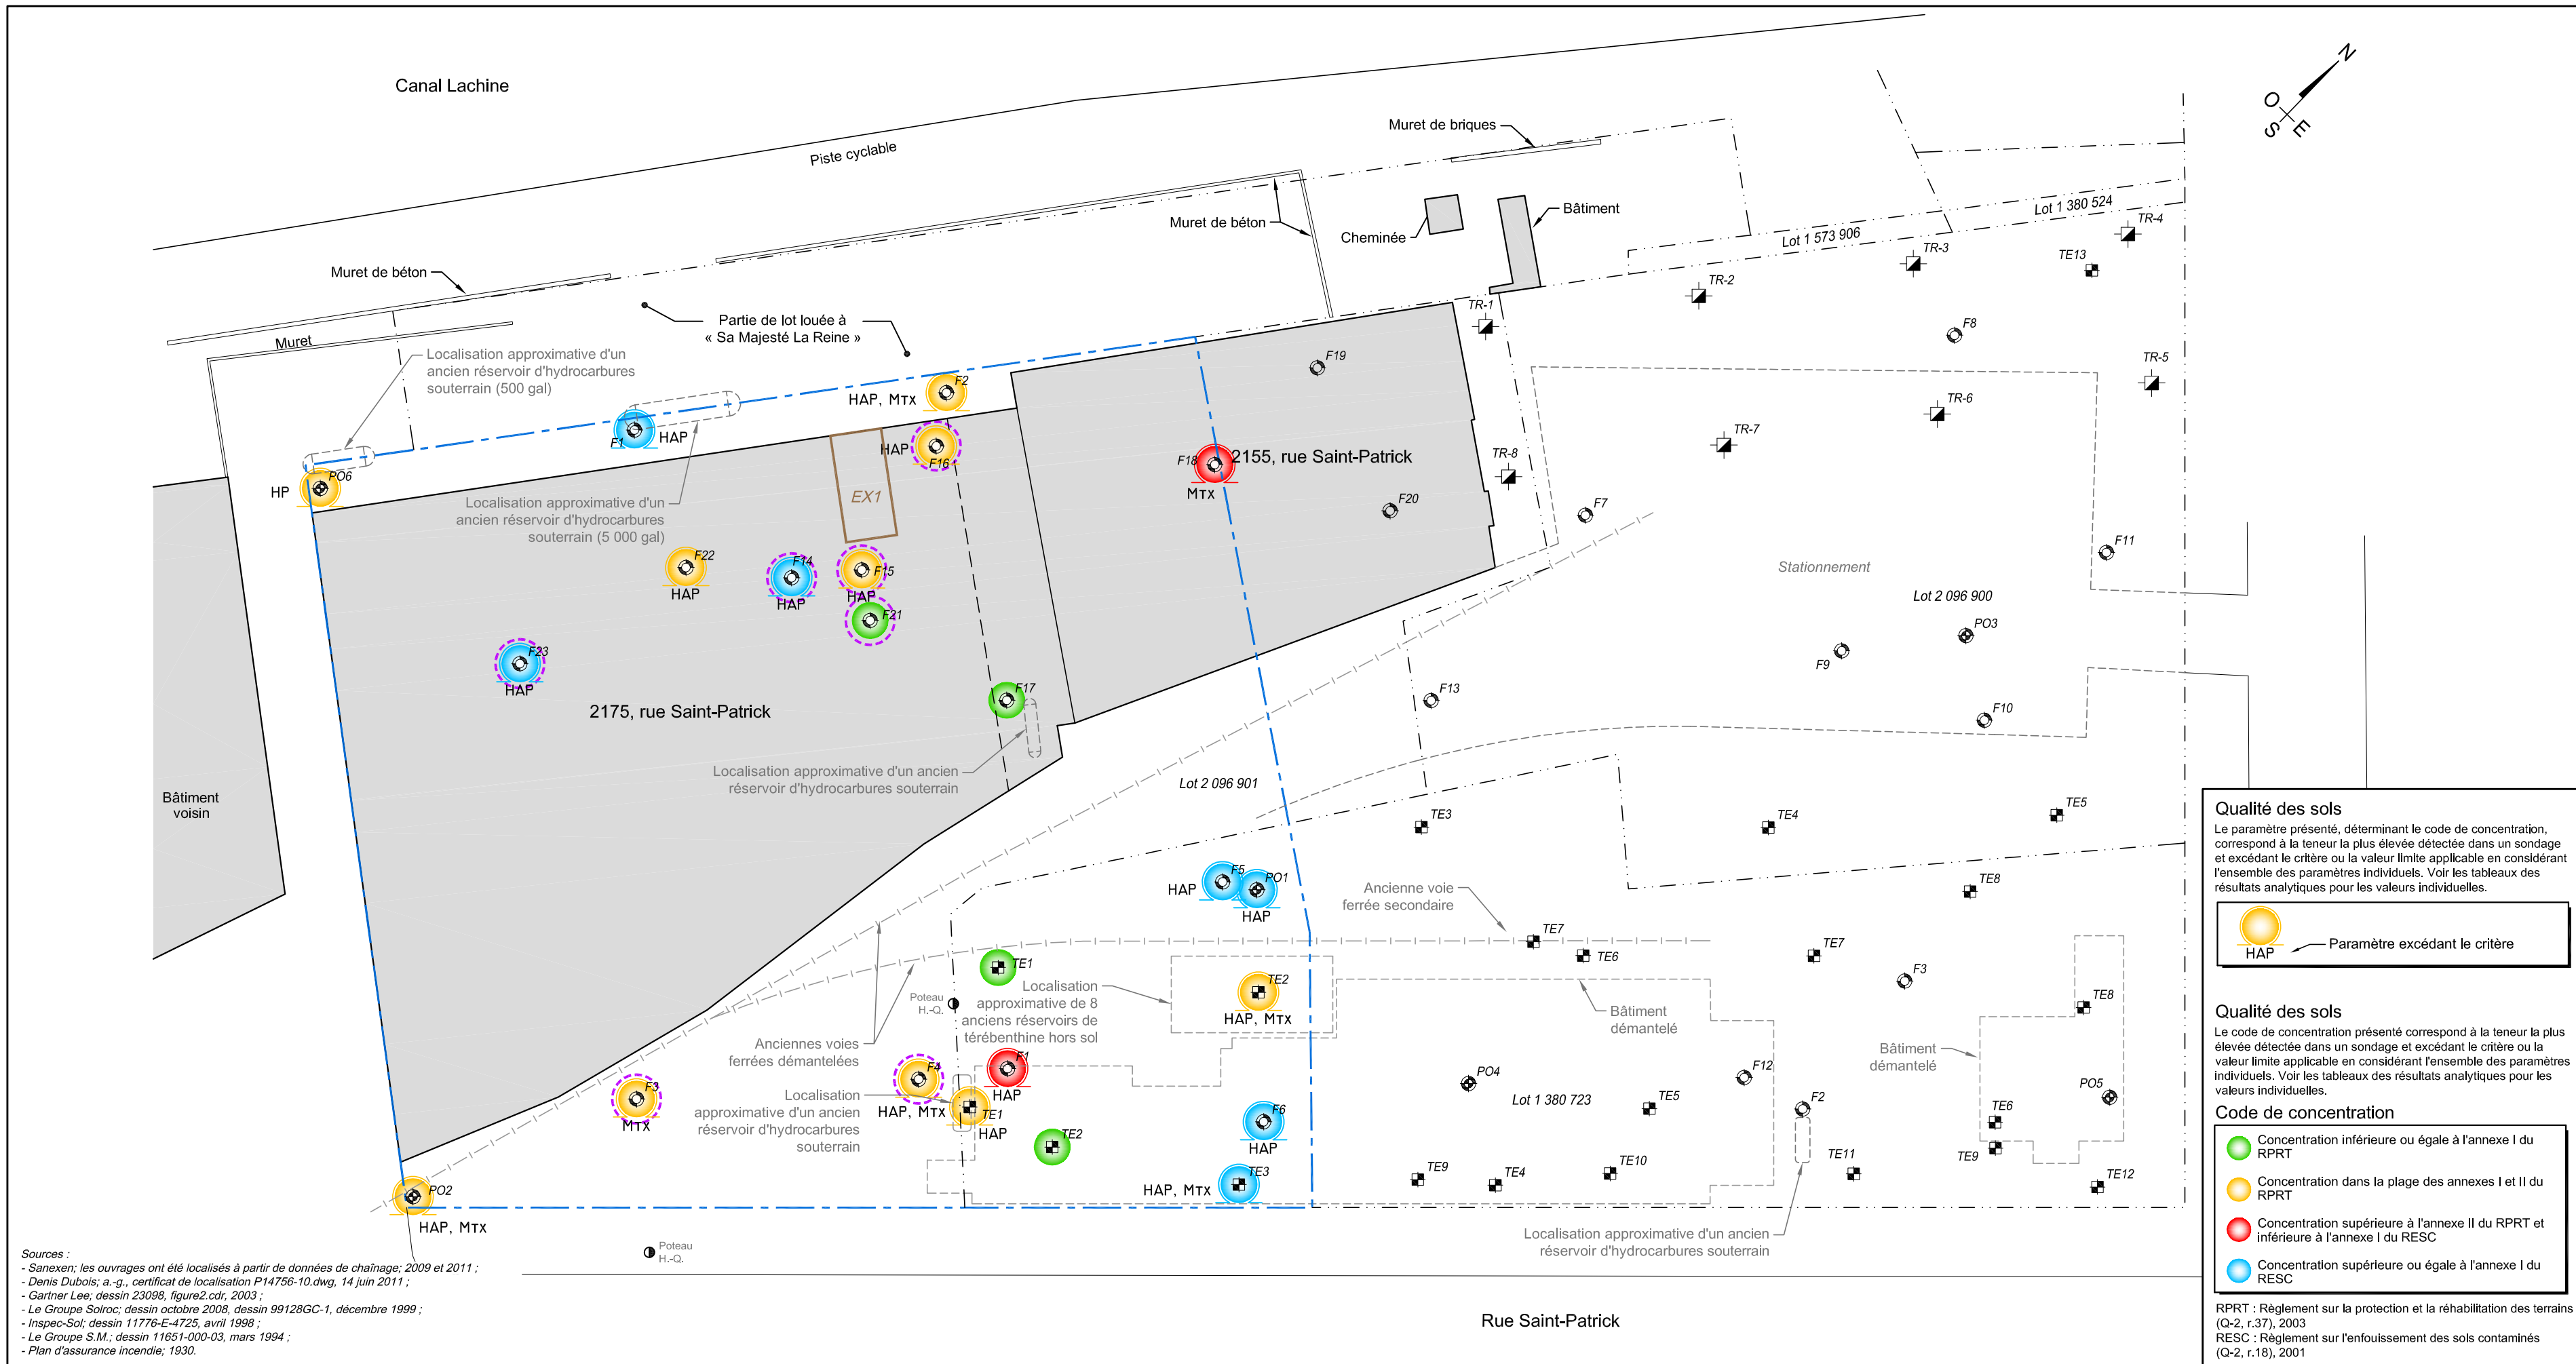 Canal Lachine
Piste cyclable
Muret de briques
Muret de béton
Cheminée
Bâtiment
N
O
S
E
Lot 1 380 524
Lot 1 573 906
TR-4
TR-3
TE13
TR-2
TR-1
F8
TR-5
TR-6
TR-7
TR-8
Muret de béton
Muret
Partie de lot louée à
« Sa Majesté La Reine »
Localisation approximative d'un
ancien réservoir d'hydrocarbures
souterrain (500 gal)
F19
F2
HAP, MTX
F1
HAP
HAP
F16
PO6
HP
EX1
F18
MTX
2155, rue Saint-Patrick
F20
F7
Localisation approximative d'un
ancien réservoir d'hydrocarbures
souterrain (5 000 gal)
F22
HAP
F14
HAP
F15
HAP
F21
F23
HAP
F17
2175, rue Saint-Patrick
Bâtiment
voisin
Localisation approximative d'un ancien
réservoir d'hydrocarbures souterrain
Stationnement
F11
Lot 2 096 900
PO3
F9
F13
F10
Lot 2 096 901
TE3
TE4
TE5
F5
HAP
PO1
HAP
Ancienne voie
ferrée secondaire
TE8
TE7
TE6
TE7
F3
TE8
TE1
Poteau
H.-Q.
Localisation
approximative de 8
anciens réservoirs de
térébenthine hors sol
TE2
HAP, MTX
Bâtiment
démantelé
Bâtiment
démantelé
Anciennes voies
ferrées démantelées
F4
HAP, MTX
F1
HAP
F3
MTX
Localisation
approximative d'un ancien
réservoir d'hydrocarbures
souterrain
TE1
HAP
TE2
F6
HAP
TE3
HAP, MTX
PO4
Lot 1 380 723
F12
F2
TE5
PO5
TE6
TE9
TE9
TE4
TE10
TE11
TE12
PO2
HAP, MTX
Poteau
H.-Q.
Localisation approximative d'un ancien
réservoir d'hydrocarbures souterrain
Rue Saint-Patrick
Sources :
- Sanexen; les ouvrages ont été localisés à partir de données de chaînage; 2009 et 2011 ;
- Denis Dubois; a.-g., certificat de localisation P14756-10.dwg, 14 juin 2011 ;
- Gartner Lee; dessin 23098, figure2.cdr, 2003 ;
- Le Groupe Solroc; dessin octobre 2008, dessin 99128GC-1, décembre 1999 ;
- Inspec-Sol; dessin 11776-E-4725, avril 1998 ;
- Le Groupe S.M.; dessin 11651-000-03, mars 1994 ;
- Plan d'assurance incendie; 1930.
Qualité des sols
Le paramètre présenté, déterminant le code de concentration,
correspond à la teneur la plus élevée détectée dans un sondage
et excédant le critère ou la valeur limite applicable en considérant
l'ensemble des paramètres individuels. Voir les tableaux des
résultats analytiques pour les valeurs individuelles.
HAP
Paramètre excédant le critère
Qualité des sols
Le code de concentration présenté correspond à la teneur la plus
élevée détectée dans un sondage et excédant le critère ou la
valeur limite applicable en considérant l'ensemble des paramètres
individuels. Voir les tableaux des résultats analytiques pour les
valeurs individuelles.
Code de concentration
Concentration inférieure ou égale à l'annexe I du
RPRT
Concentration dans la plage des annexes I et II du
RPRT
Concentration supérieure à l'annexe II du RPRT et
inférieure à l'annexe I du RESC
Concentration supérieure ou égale à l'annexe I du
RESC
RPRT : Règlement sur la protection et la réhabilitation des terrains
(Q-2, r.37), 2003
RESC : Règlement sur l'enfouissement des sols contaminés
(Q-2, r.18), 2001